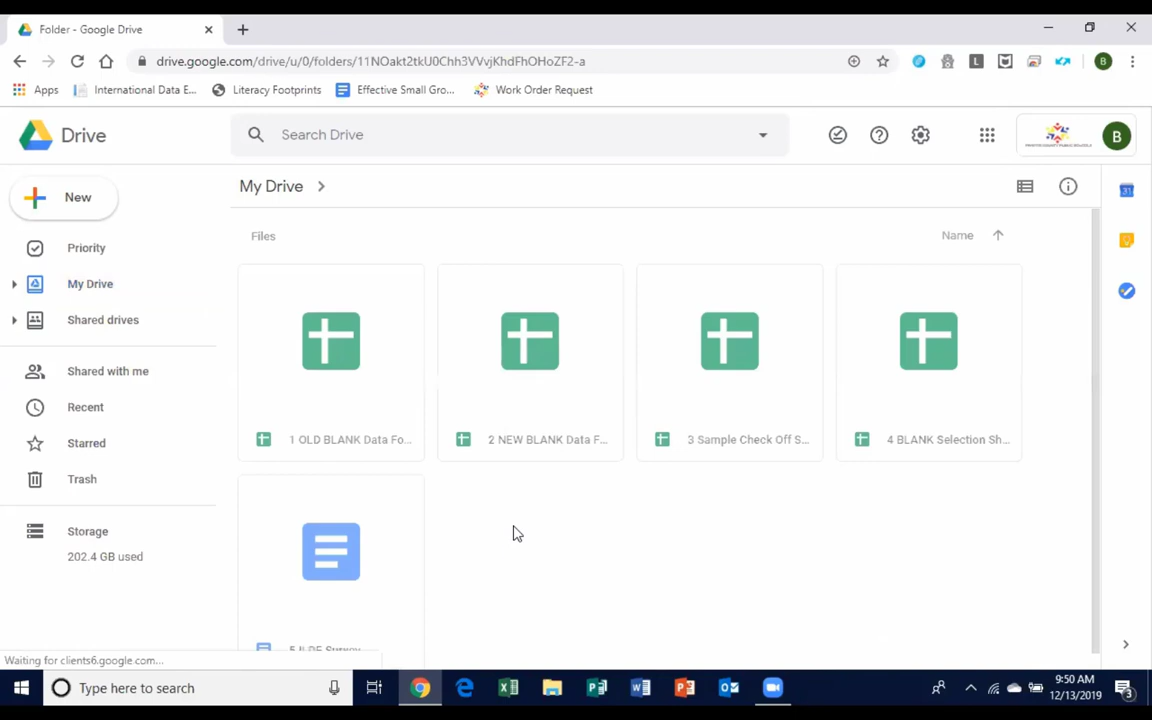 Folder - Google Drive
drive.google.com/drive/u/0/folders/11NOakt2tkU0Chh3VVvjKhdFhOHoZF2-a
Apps
International Data E...
Literacy Footprints
Effective Small Gro...
Work Order Request
L
B
Drive
Search Drive
B
New
My Drive
Priority
Files
Name
My Drive
31
Shared drives
Shared with me
Recent
1 OLD BLANK Data Fo...
2 NEW BLANK Data F...
3 Sample Check Off S...
4 BLANK Selection Sh...
Starred
Trash
Storage
202.4 GB used
Waiting for clients6.google.com...
Type here to search
9:50 AM
12/13/2019
3